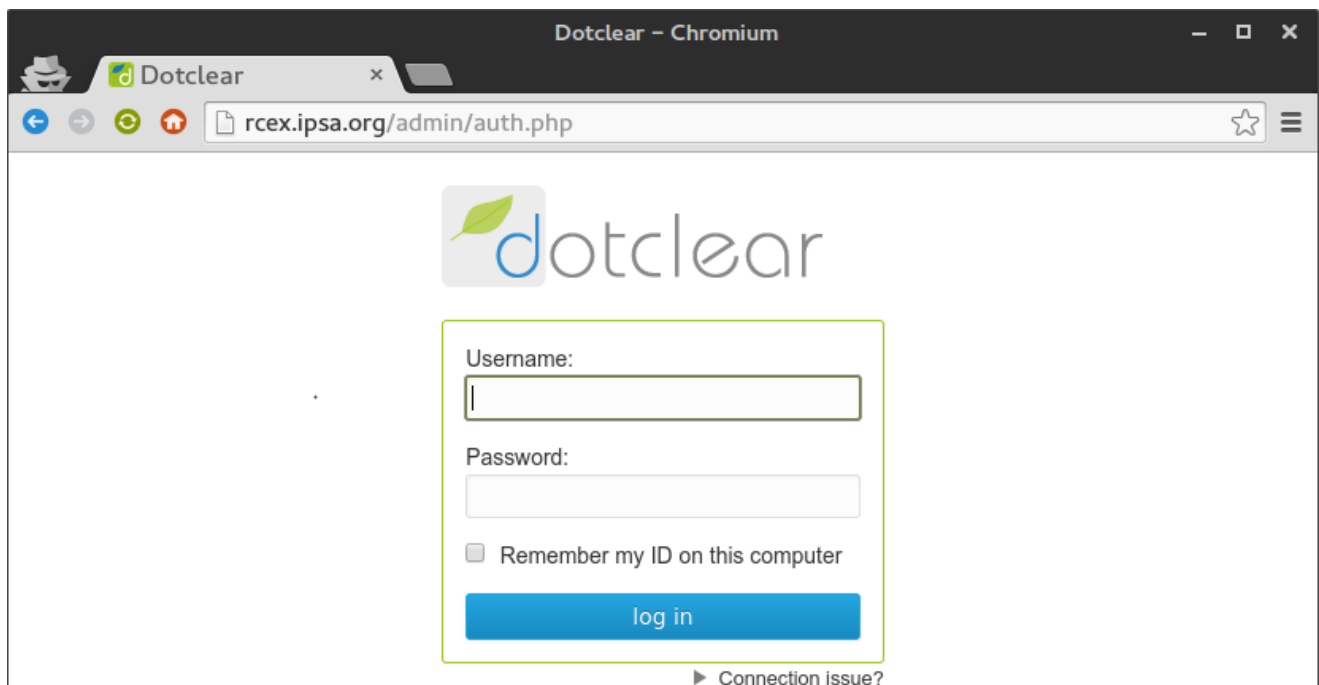 Dotclear – Chromium
Dotclear
rcex.ipsa.org/admin/auth.php
dotclear
Username:
Password:
Remember my ID on this computer
log in
Connection issue?